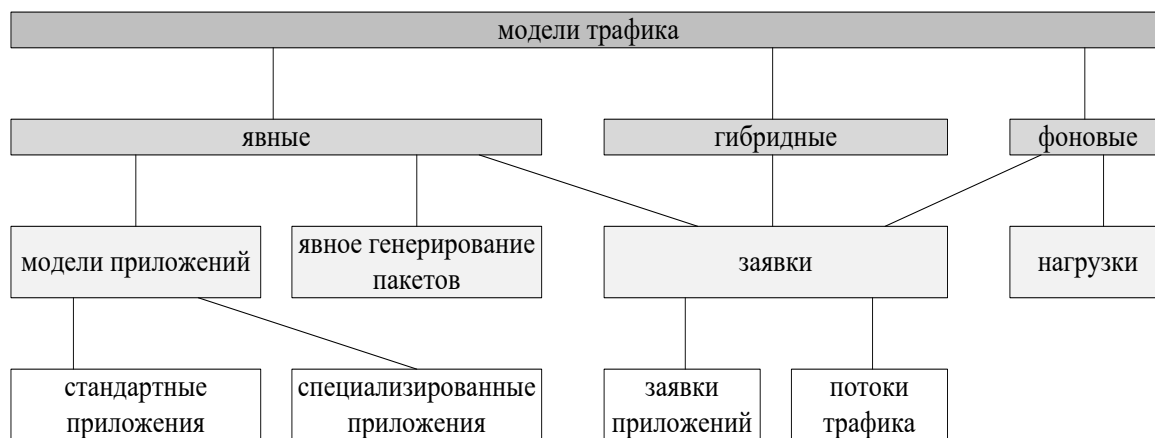 модели трафика
явные
гибридные
фоновые
модели приложений
явное генерирование
пакетов
заявки
нагрузки
стандартные
приложения
специализированные
приложения
заявки
приложений
потоки
трафика